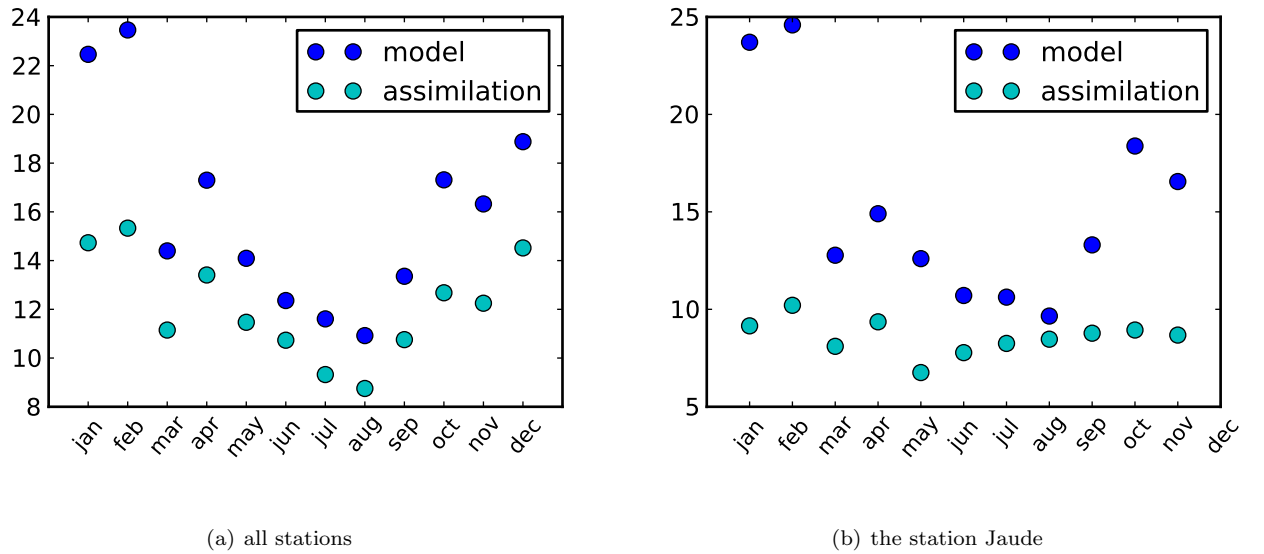 24
22
20
18
16
14
12
10
8
model
assimilation
jan feb mar apr may jun jul aug sep oct nov dec
(a) all stations
25
20
15
10
5
model
assimilation
jan feb mar apr may jun jul aug sep oct nov dec
(b) the station Jaude